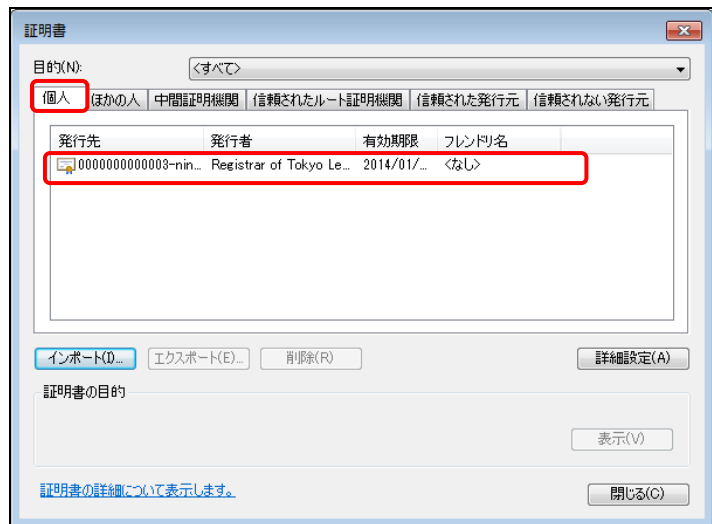 証明書
目的(N): <すべて>
個人 ほかの人 中間証明機関 信頼されたルート証明機関 信頼された発行元 信頼されない発行元
発行先 発行者 有効期限 フレンドリ名
0000000000003-nin... Registrar of Tokyo Le... 2014/01/... <なし>
インポート(I)... エクスポート(E)... 削除(R) 詳細設定(A)
証明書の目的
表示(V)
証明書の詳細について表示します。 閉じる(C)